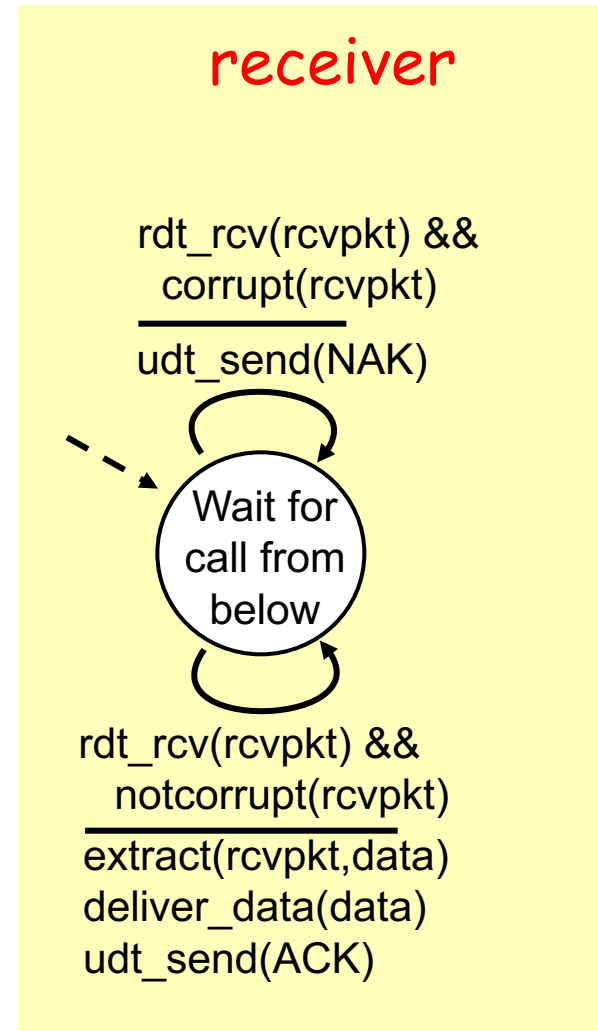 receiver
rdt_rcv(rcvpkt) &&
corrupt(rcvpkt)
udt_send(NAK)
Wait for
call from
below
rdt_rcv(rcvpkt) &&
notcorrupt(rcvpkt)
extract(rcvpkt,data)
deliver_data(data)
udt_send(ACK)